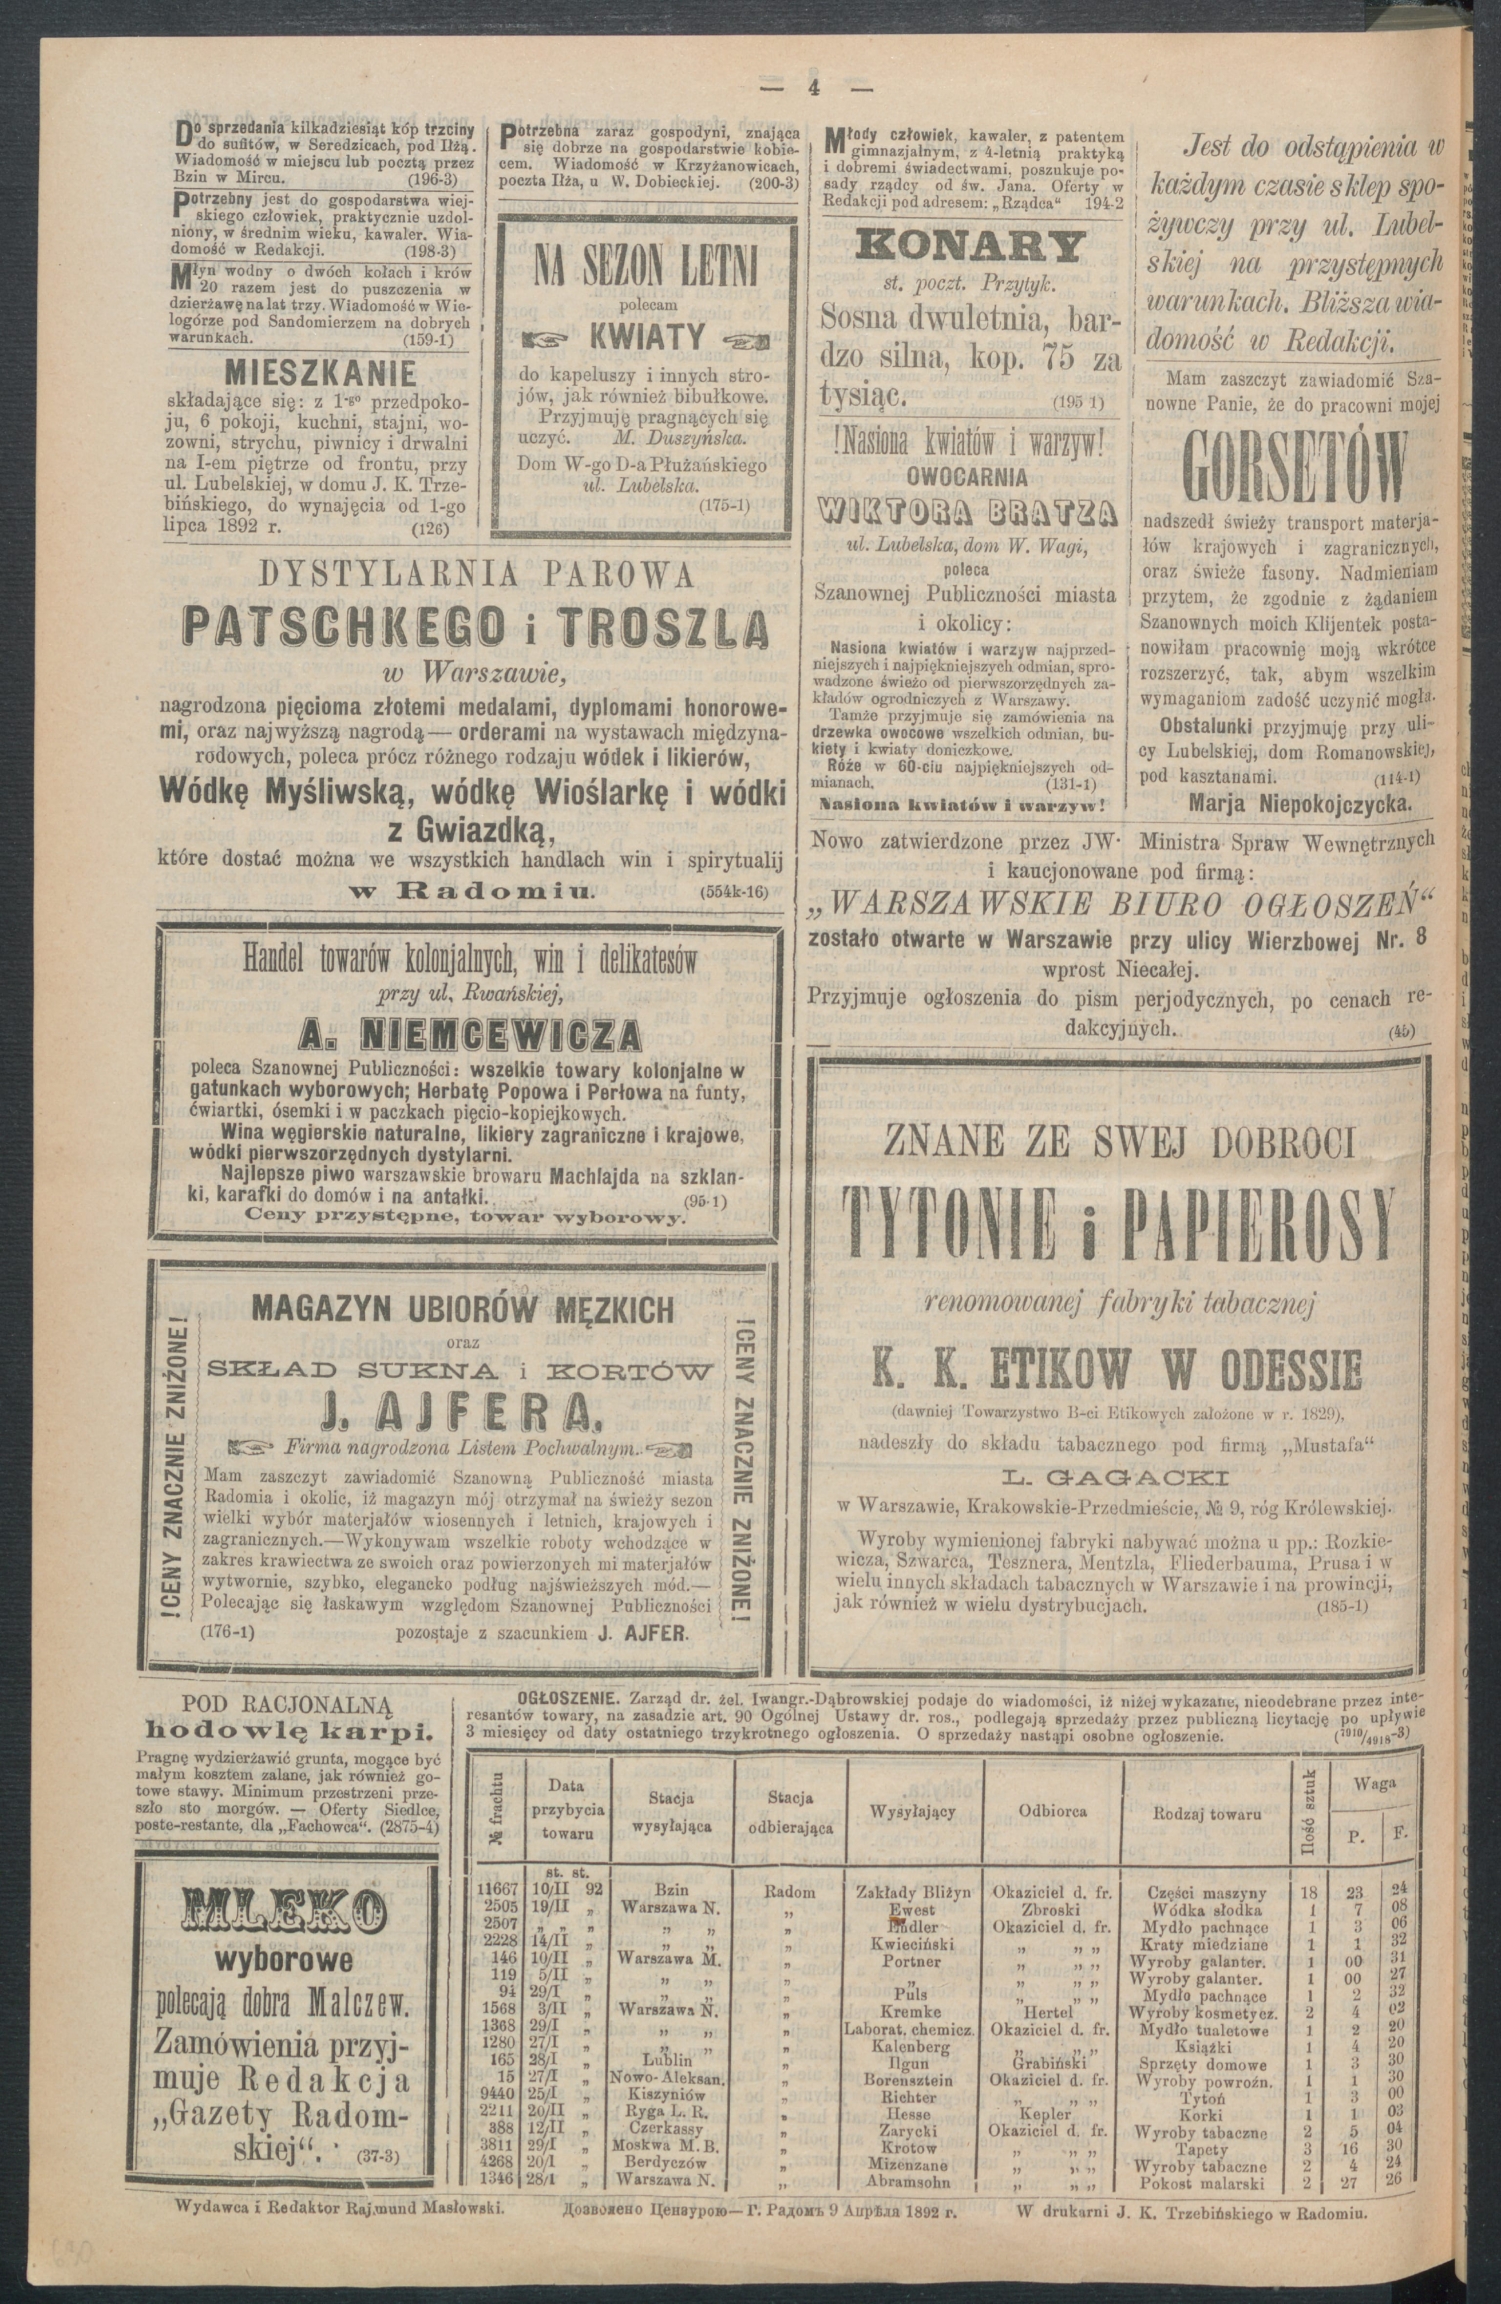 — 4 —
Do sprzedania kilkadziesiąt kóp trzciny
do sufitów, w Seredzicach, pod Iłżą.
Wiadomość w miejscu lub pocztą przez
Bzin w Mircu. (196-3)
Potrzebny jest do gospodarstwa wiej-
skiego człowiek, praktycznie uzdol-
niony, w średnim wieku, kawaler. Wia-
domość w Redakcji. (198-3)
Młyn wodny o dwóch kołach i krów
20 razem jest do puszczenia w
dzierżawę na lat trzy. Wiadomość w Wie-
logórze pod Sandomierzem na dobrych
warunkach. (159-1)
MIESZKANIE
składające się: z 1-go przedpoko-
ju, 6 pokoji, kuchni, stajni, wo-
zowni, strychu, piwnicy i drwalni
na I-em piętrze od frontu, przy
ul. Lubelskiej, w domu J. K. Trze-
bińskiego, do wynajęcia od 1-go
lipca 1892 r. (126)
Potrzebna zaraz gospodyni, znająca
się dobrze na gospodarstwie kobie-
cem. Wiadomość w Krzyżanowicach,
poczta Iłża, u W. Dobieckiej. (200-3)
NA SEZON LETNI
polecam
KWIATY
do kapeluszy i innych stro-
jów, jak również bibułkowe.
Przyjmuję pragnących się
uczyć. M. Duszyńska.
Dom W-go D-a Płużańskiego
ul. Lubelska.
(175-1)
DYSTYLARNIA PAROWA
PATSCHKEGO i TROSZLA
w Warszawie,
nagrodzona pięcioma złotemi medalami, dyplomami honorowe-
mi, oraz najwyższą nagrodą — orderami na wystawach międzyna-
rodowych, poleca prócz różnego rodzaju wódek i likierów,
Wódkę Myśliwską, wódkę Wioślarkę i wódki
z Gwiazdką,
które dostać można we wszystkich handlach win i spirytualij
w Radomiu. (554k-16)
Handel towarów kolonjalnych, win i delikatesów
przy ul. Rwańskiej,
A. NIEMCEWICZA
poleca Szanownej Publiczności: wszelkie towary kolonjalne w
gatunkach wyborowych; Herbatę Popowa i Perłowa na funty,
ćwiartki, ósemki i w paczkach pięcio-kopiejkowych.
Wina węgierskie naturalne, likiery zagraniczne i krajowe,
wódki pierwszorzędnych dystylarni.
Najlepsze piwo warszawskie browaru Machlajda na szklan-
ki, karafki do domów i na antałki. (95-1)
Ceny przystępne, towar wyborowy.
!CENY ZNACZNIE ZNIŻONE!
MAGAZYN UBIORÓW MĘZKICH
oraz
SKŁAD SUKNA i KORTÓW
J. AJFERA.
Firma nagrodzona Listem Pochwalnym.
Mam zaszczyt zawiadomić Szanowną Publiczność miasta
Radomia i okolic, iż magazyn mój otrzymał na świeży sezon
wielki wybór materjałów wiosennych i letnich, krajowych i
zagranicznych.—Wykonywam wszelkie roboty wchodzące w
zakres krawiectwa ze swoich oraz powierzonych mi materjałów
wytwornie, szybko, elegancko podług najświeższych mód.—
Polecając się łaskawym względom Szanownej Publiczności
(176-1) pozostaje z szacunkiem J. AJFER.
!CENY ZNACZNIE ZNIŻONE!
Młody człowiek, kawaler, z patentem
gimnazjalnym, z 4-letnią praktyką
i dobremi świadectwami, poszukuje po-
sady rządcy od św. Jana. Oferty w
Redakcji pod adresem: „Rządca“ 194-2
KONARY
st. poczt. Przytyk.
Sosna dwuletnia, bar-
dzo silna, kop. 75 za
tysiąc. (195 1)
!Nasiona kwiatów i warzyw!
OWOCARNIA
WIKTORA BRATZA
ul. Lubelska, dom W. Wagi,
poleca
Szanownej Publiczności miasta
i okolicy:
Nasiona kwiatów i warzyw najprzed-
niejszych i najpiękniejszych odmian, spro-
wadzone świeżo od pierwszorzędnych za-
kładów ogrodniczych z Warszawy.
Tamże przyjmuje się zamówienia na
drzewka owocowe wszelkich odmian, bu-
kiety i kwiaty doniczkowe.
Róże w 60-ciu najpiękniejszych od-
mianach. (131-1)
Nasiona kwiatów i warzyw!
Jest do odstąpienia w
każdym czasie sklep spo-
żywczy przy ul. Lubel-
skiej na przystępnych
warunkach. Bliższa wia-
domość w Redakcji.
Mam zaszczyt zawiadomić Sza-
nowne Panie, że do pracowni mojej
GORSETÓW
nadszedł świeży transport materja-
łów krajowych i zagranicznych,
oraz świeże fasony. Nadmieniam
przytem, że zgodnie z żądaniem
Szanownych moich Klijentek posta-
nowiłam pracownię moją wkrótce
rozszerzyć, tak, abym wszelkim
wymaganiom zadość uczynić mogła.
Obstalunki przyjmuję przy uli-
cy Lubelskiej, dom Romanowskiej,
pod kasztanami. (114-1)
Marja Niepokojczycka.
Nowo zatwierdzone przez JW. Ministra Spraw Wewnętrznych
i kaucjonowane pod firmą:
„WARSZAWSKIE BIURO OGŁOSZEŃ“
zostało otwarte w Warszawie przy ulicy Wierzbowej Nr. 8
wprost Niecałej.
Przyjmuje ogłoszenia do pism perjodycznych, po cenach re-
dakcyjnych. (45)
ZNANE ZE SWEJ DOBROCI
TYTONIE i PAPIEROSY
renomowanej fabryki tabacznej
K. K. ETIKOW W ODESSIE
(dawniej Towarzystwo B-ci Etikowych założone w r. 1829),
nadeszły do składu tabacznego pod firmą „Mustafa“
L. GAGACKI
w Warszawie, Krakowskie-Przedmieście, № 9, róg Królewskiej.
Wyroby wymienionej fabryki nabywać można u pp.: Rozkie-
wicza, Szwarca, Tesznera, Mentzla, Fliederbauma, Prusa i w
wielu innych składach tabacznych w Warszawie i na prowincji,
jak również w wielu dystrybucjach. (185-1)
POD RACJONALNĄ
hodowlę karpi.
Pragnę wydzierżawić grunta, mogące być
małym kosztem zalane, jak również go-
towe stawy. Minimum przestrzeni prze-
szło sto morgów. — Oferty Siedlce,
poste-restante, dla „Fachowca“. (2875-4)
MLEKO
wyborowe
polecają dobra Malczew.
Zamówienia przyj-
muje Redakcja
„Gazety Radom-
skiej“. (37-3)
OGŁOSZENIE. Zarząd dr. żel. Iwangr.-Dąbrowskiej podaje do wiadomości, iż niżej wykazane, nieodebrane przez inte-
resantów towary, na zasadzie art. 90 Ogólnej Ustawy dr. ros., podlegają sprzedaży przez publiczną licytację po upływie
3 miesięcy od daty ostatniego trzykrotnego ogłoszenia. O sprzedaży nastąpi osobne ogłoszenie. (1910/4918-3)
№ frachtu | Data przybycia towaru | Stacja wysyłająca | Stacja odbierająca | Wysyłający | Odbiorca | Rodzaj towaru | Ilość sztuk | Waga P. F.
st. st.
11667 10/II 92 Bzin Radom Zakłady Bliżyn Okaziciel d. fr. Części maszyny 18 23 24
2505 19/II „ Warszawa N. „ Ewest Zbroski Wódka słodka 1 7 08
2507 „ „ „ „ „ „ Endler Okaziciel d. fr. Mydło pachnące 1 3 06
2228 14/II „ „ „ „ Kwieciński „ „ „ Kraty miedziane 1 1 32
146 10/II „ Warszawa M. „ Portner „ „ „ Wyroby galanter. 1 00 31
119 5/II „ „ „ „ „ „ „ „ Wyroby galanter. 1 00 27
94 29/I „ „ „ „ Puls „ „ „ Mydło pachnące 1 2 32
1568 3/II „ Warszawa N. „ Kremke Hertel Wyroby kosmetycz. 2 4 02
1368 29/I „ „ „ „ Laborat. chemicz. Okaziciel d. fr. Mydło tualetowe 1 2 20
1280 27/I „ „ „ „ Kalenberg „ „ „ Książki 1 4 20
165 28/I „ Lublin „ Ilgun Grabiński Sprzęty domowe 1 3 30
15 27/I „ Nowo-Aleksan. „ Borensztein Okaziciel d. fr. Wyroby powroźn. 1 1 30
9440 25/I „ Kiszyniów „ Richter „ „ „ Tytoń 1 3 00
2211 20/II „ Ryga L. R. „ Hesse Kepler Korki 1 1 03
388 12/II „ Czerkassy „ Zarycki Okaziciel d. fr. Wyroby tabaczne 2 5 04
3811 29/I „ Moskwa M. B. „ Krotow „ „ „ Tapety 3 16 30
4268 20/I „ Berdyczów „ Mizenzane „ „ „ Wyroby tabaczne 2 4 24
1346 28/1 „ Warszawa N. „ Abramsohn „ „ „ Pokost malarski 2 27 26
Wydawca i Redaktor Rajmund Masłowski. Дозволено Цензурою— Г. Радомъ 9 Апрѣля 1892 г. W drukarni J. K. Trzebińskiego w Radomiu.